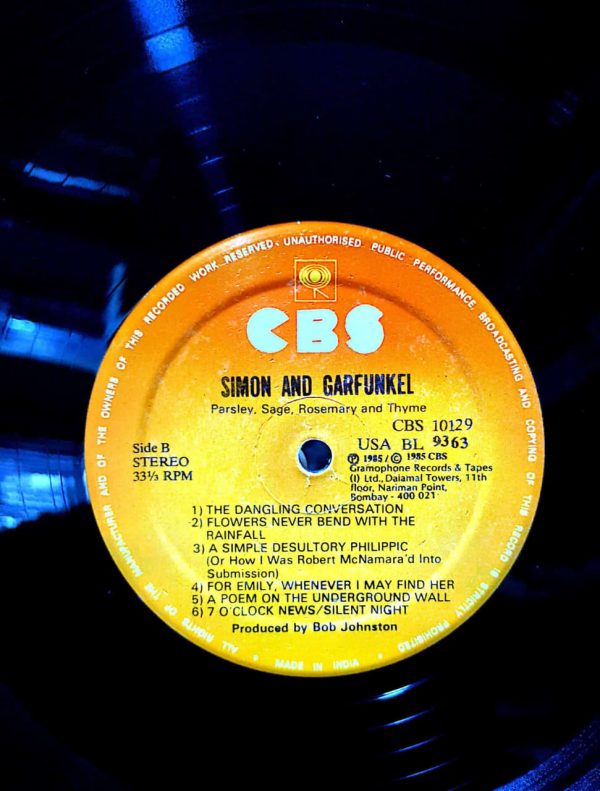 ALL RIGHTS OF THE MANUFACTURER AND OF THE OWNERS OF THIS RECORDED WORK RESERVED. UNAUTHORISED PUBLIC PERFORMANCE, BROADCASTING AND COPYING OF THIS RECORD IS STRICTLY PROHIBITED
CBS
SIMON AND GARFUNKEL
Parsley, Sage, Rosemary and Thyme
CBS 10129
USA BL 9363
Side B
STEREO
33⅓ RPM
Ⓟ 1985/© 1985 CBS
Gramophone Records & Tapes
(I) Ltd., Dalamal Towers, 11th
floor, Nariman Point,
Bombay - 400 021
1) THE DANGLING CONVERSATION
2) FLOWERS NEVER BEND WITH THE
RAINFALL
3) A SIMPLE DESULTORY PHILIPPIC
(Or How I Was Robert McNamara'd Into
Submission)
4) FOR EMILY, WHENEVER I MAY FIND HER
5) A POEM ON THE UNDERGROUND WALL
6) 7 O'CLOCK NEWS/SILENT NIGHT
Produced by Bob Johnston
• MADE IN INDIA •